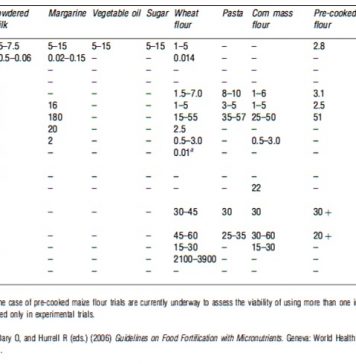 owdered Margarine Vegetable oil Sugar Wheat Pasta Corn mass Pre-cooked
ilk flour flour flour
5–7.5 5–15 5–15 5–15 1–5 – – 2.8
0.5–0.06 0.02–0.15 – – 0.014 – – –
– – – – – – – –
– – – – – – – –
– – – 1.5–7.0 8–10 1–6 3.1
16 – – 1–5 3–5 1–5 2.5
180 – – 15–55 35–57 25–50 51
20 – – 2.5 – – –
2 – – 0.5–3.0 – 0.5–3.0 –
– – – 0.01a – – –
– – – – – – –
– – – – – 22 –
– – – 30–45 30 30 30 +
– – – 45–60 25–35 30–60 20 +
– – – 15–30 – 15–30 –
– – – 2100–3900 – – –
he case of pre-cooked maize flour trials are currently underway to assess the viability of using more than one i
ed only in experimental trials.
Dary O, and Hurrell R (eds.) (2006) Guidelines on Food Fortification with Micronutrients. Geneva: World Health